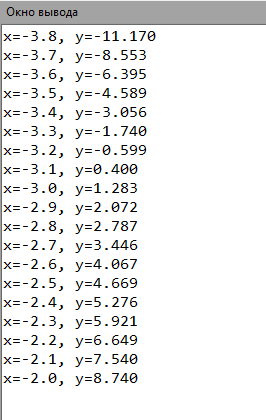 Окно вывода
x=-3.8, y=-11.170
x=-3.7, y=-8.553
x=-3.6, y=-6.395
x=-3.5, y=-4.589
x=-3.4, y=-3.056
x=-3.3, y=-1.740
x=-3.2, y=-0.599
x=-3.1, y=0.400
x=-3.0, y=1.283
x=-2.9, y=2.072
x=-2.8, y=2.787
x=-2.7, y=3.446
x=-2.6, y=4.067
x=-2.5, y=4.669
x=-2.4, y=5.276
x=-2.3, y=5.921
x=-2.2, y=6.649
x=-2.1, y=7.540
x=-2.0, y=8.740